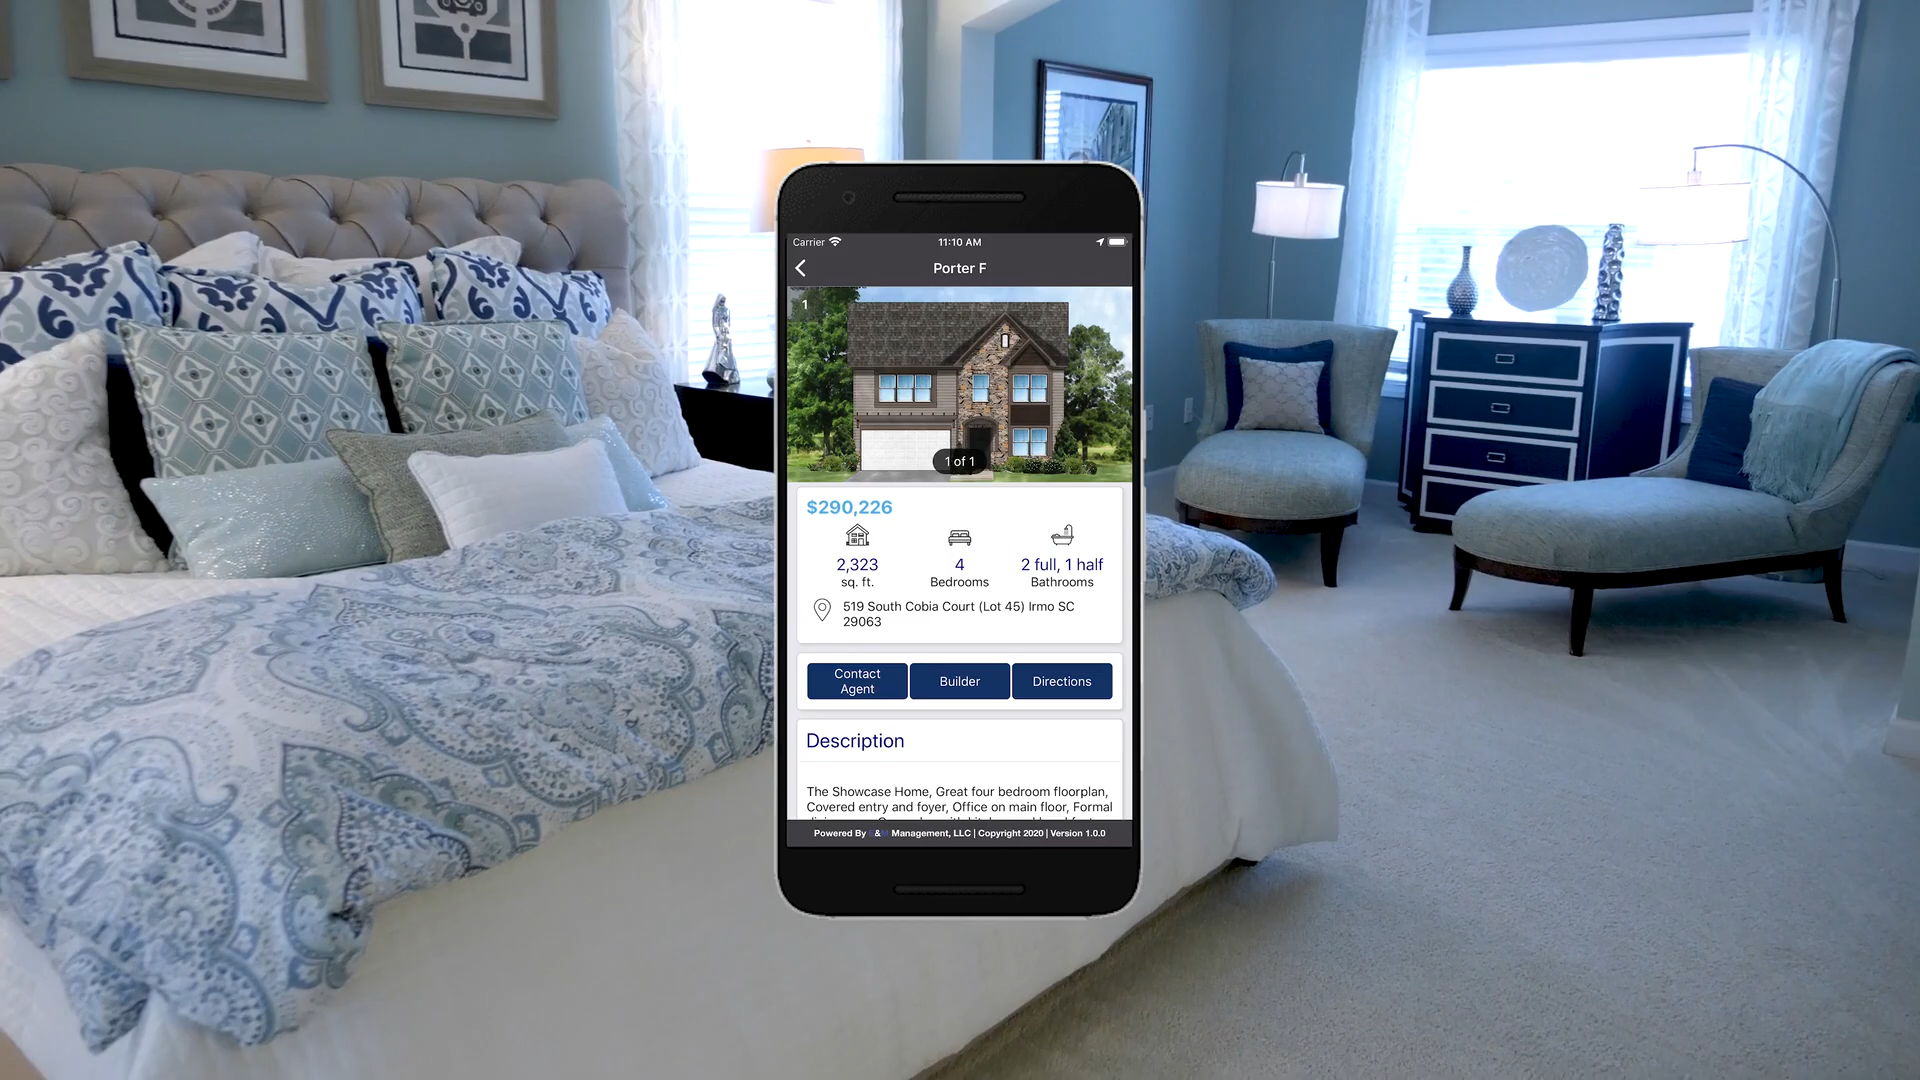 Carrier 11:10 AM
Porter F
1
1 of 1
$290,226
2,323 4 2 full, 1 half
sq. ft. Bedrooms Bathrooms
519 South Cobia Court (Lot 45) Irmo SC
29063
Contact
Agent
Builder
Directions
Description
The Showcase Home, Great four bedroom floorplan,
Covered entry and foyer, Office on main floor, Formal
Powered By E&M Management, LLC | Copyright 2020 | Version 1.0.0